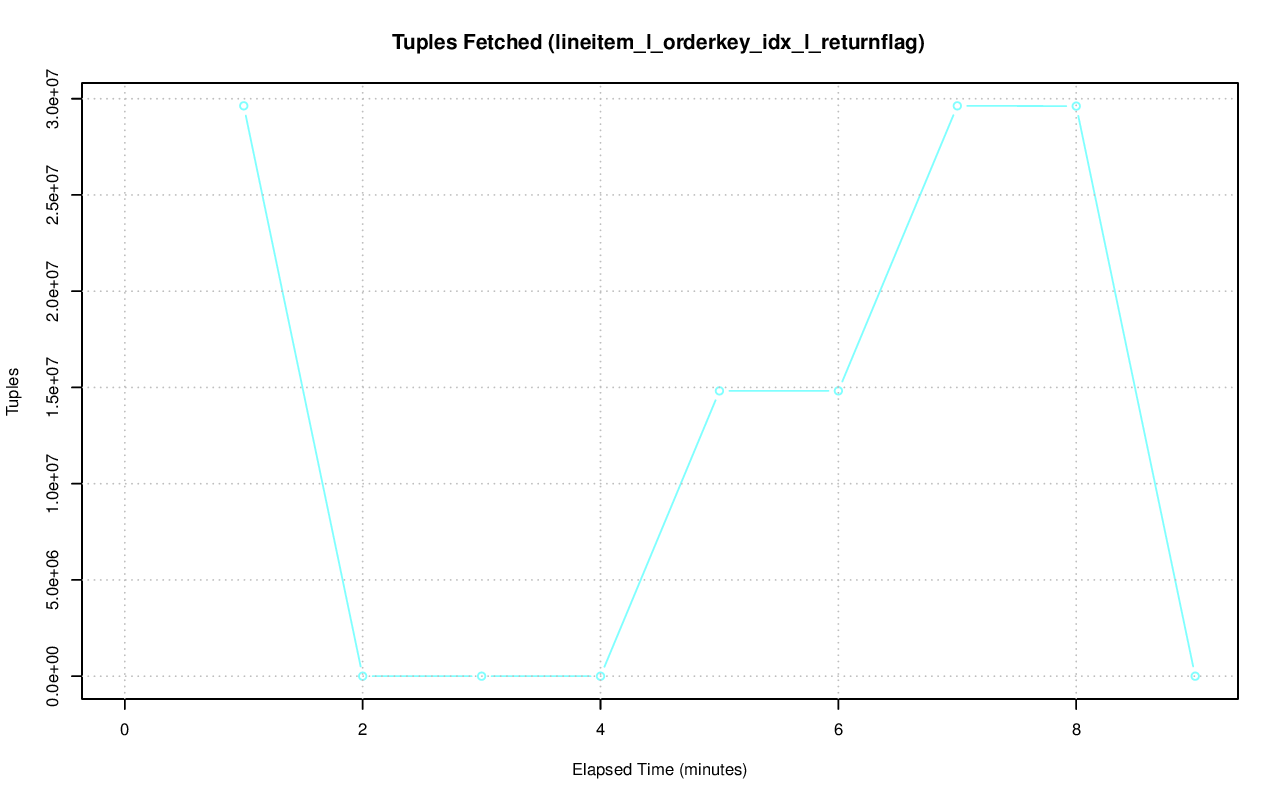 Tuples Fetched (lineitem_l_orderkey_idx_l_returnflag)
3.0e+07
2.5e+07
2.0e+07
1.5e+07
1.0e+07
5.0e+06
0.0e+00
Tuples
0 2 4 6 8
Elapsed Time (minutes)